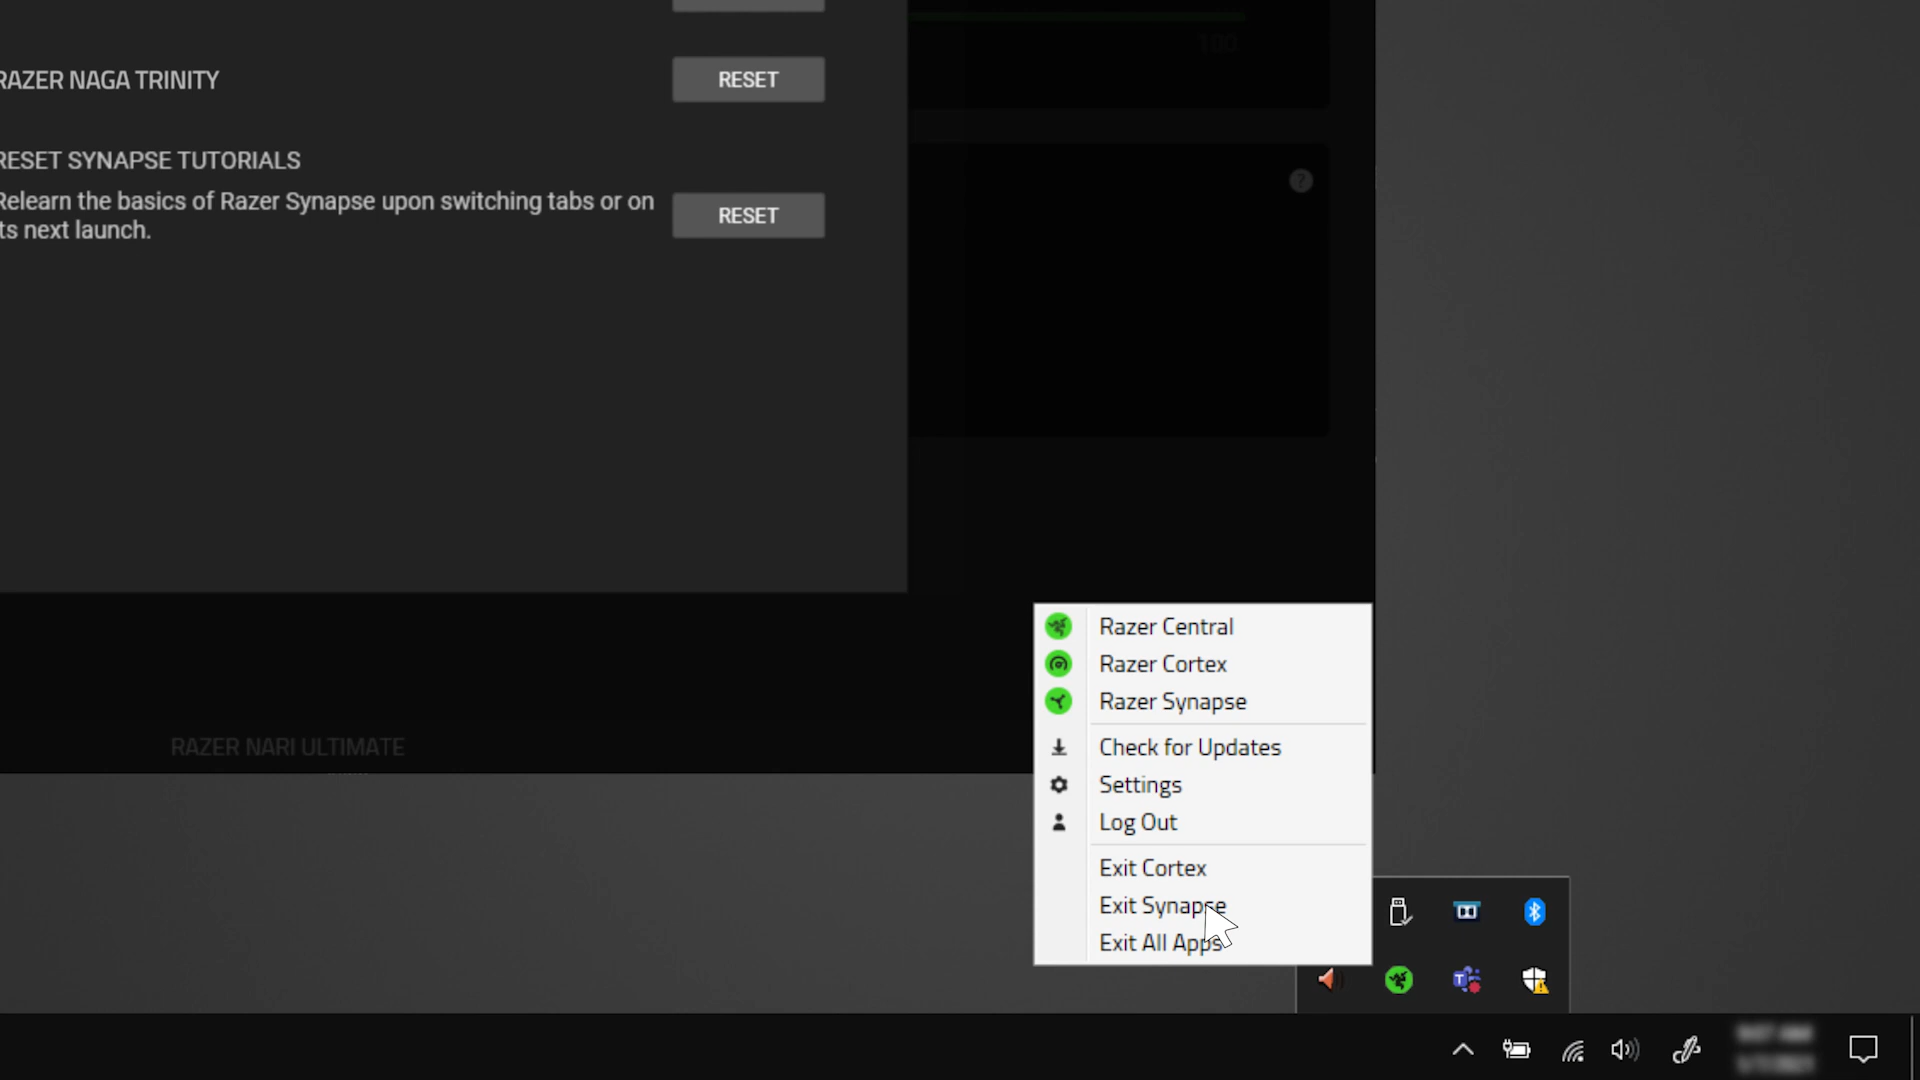 100
RAZER NAGA TRINITY
RESET
RESET SYNAPSE TUTORIALS
Relearn the basics of Razer Synapse upon switching tabs or on
its next launch.
RESET
RAZER NARI ULTIMATE
Razer Central
Razer Cortex
Razer Synapse
Check for Updates
Settings
Log Out
Exit Cortex
Exit Synapse
Exit All Apps